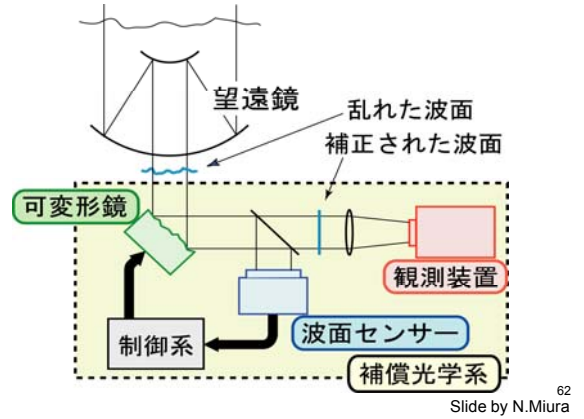 望遠鏡
乱れた波面
補正された波面
可変形鏡
観測装置
波面センサー
制御系
補償光学系
62
Slide by N.Miura